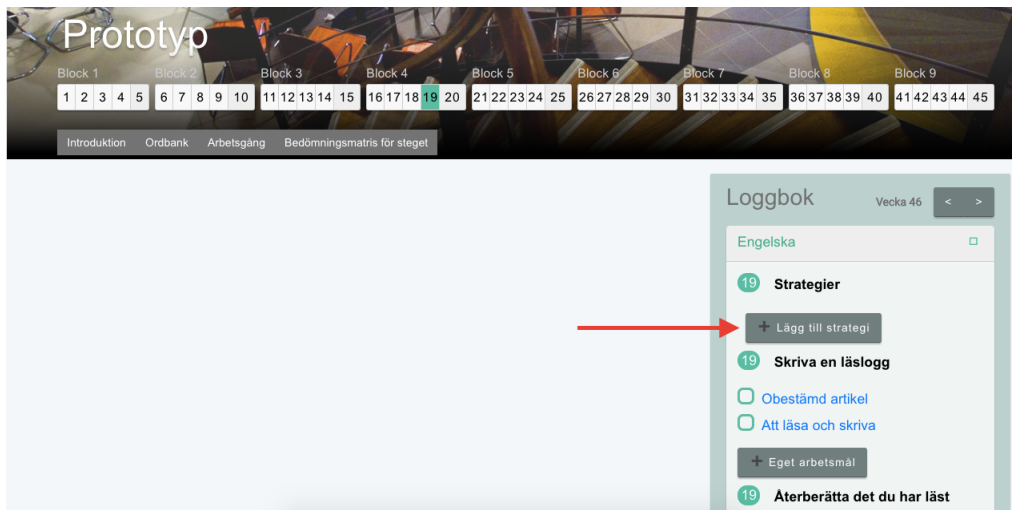 Prototyp
Block 1 Block 2 Block 3 Block 4 Block 5 Block 6 Block 7 Block 8 Block 9
1 2 3 4 5 6 7 8 9 10 11 12 13 14 15 16 17 18 19 20 21 22 23 24 25 26 27 28 29 30 31 32 33 34 35 36 37 38 39 40 41 42 43 44 45
Introduktion Ordbank Arbetsgång Bedömningsmatris för steget
Loggbok Vecka 46 < >
Engelska
19 Strategier
+ Lägg till strategi
19 Skriva en läslogg
Obestämd artikel
Att läsa och skriva
+ Eget arbetsmål
19 Återberätta det du har läst